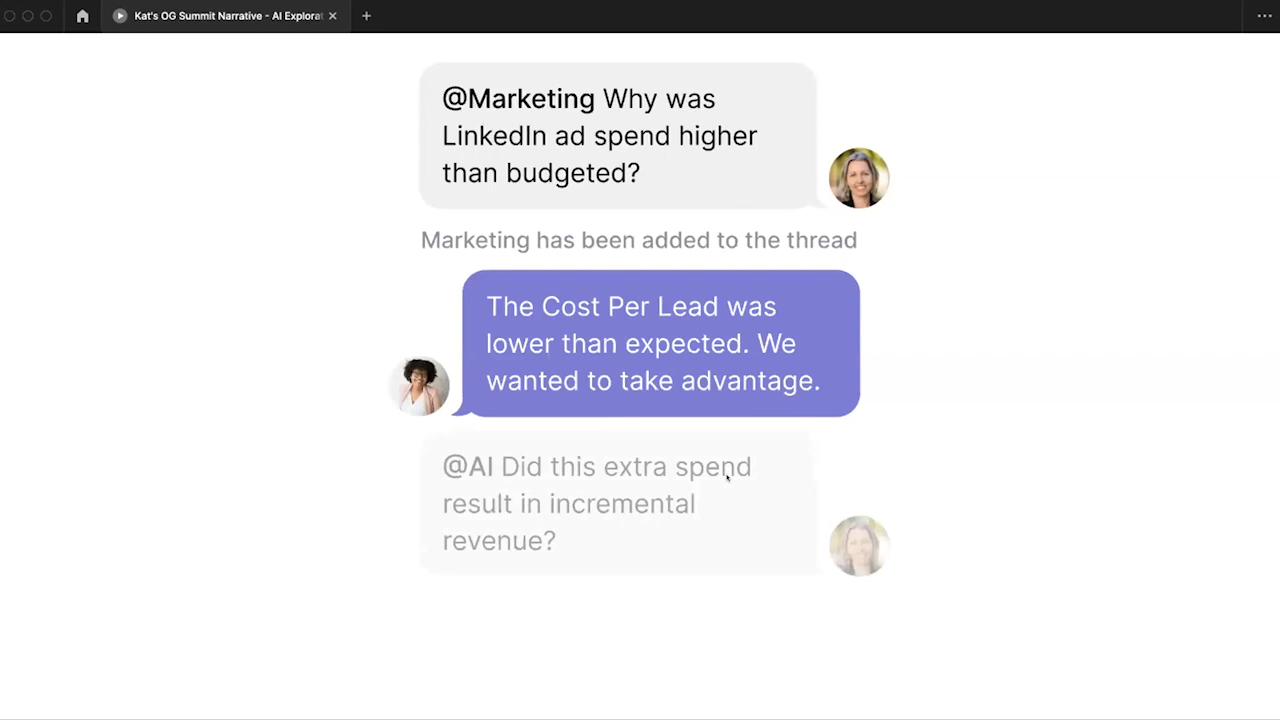 Kat's OG Summit Narrative - AI Explorat
@Marketing Why was
LinkedIn ad spend higher
than budgeted?
Marketing has been added to the thread
The Cost Per Lead was
lower than expected. We
wanted to take advantage.
@AI Did this extra spend
result in incremental
revenue?